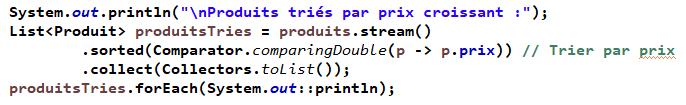 System.out.println("\nProduits triés par prix croissant :");
List<Produit> produitsTries = produits.stream()
.sorted(Comparator.comparingDouble(p -> p.prix)) // Trier par prix
.collect(Collectors.toList());
produitsTries.forEach(System.out::println);